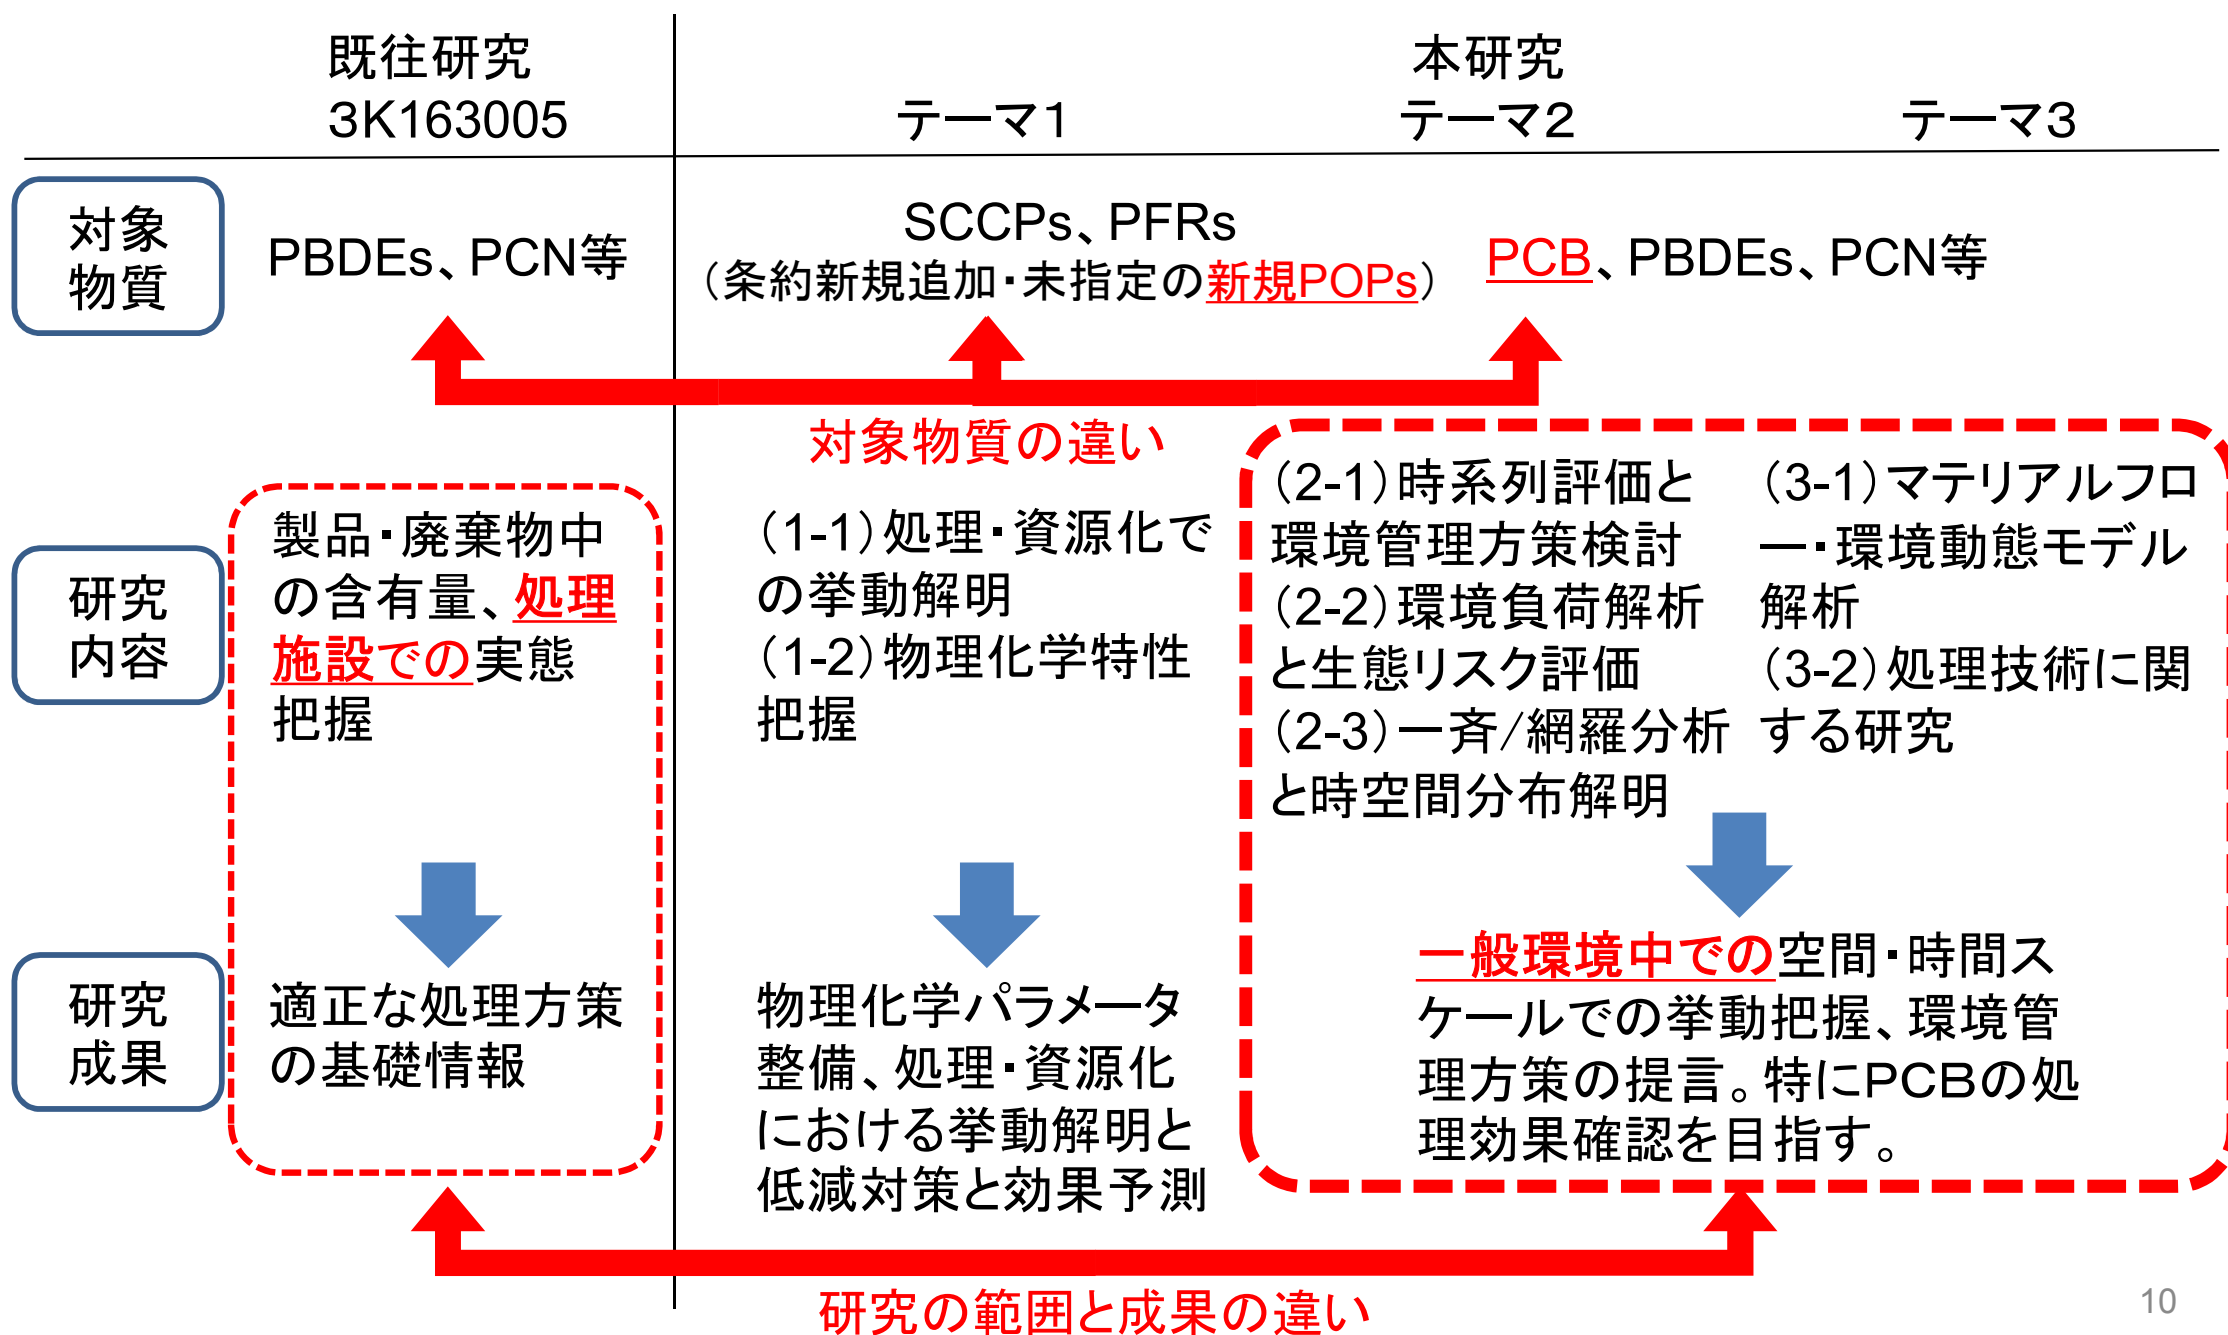 既往研究
3K163005
本研究
テーマ1
テーマ2
テーマ3
対象
物質
PBDEs、PCN等
SCCPs、PFRs
（条約新規追加・未指定の新規POPs）
PCB、PBDEs、PCN等
対象物質の違い
研究
内容
製品・廃棄物中
の含有量、処理
施設での実態
把握
（1-1）処理・資源化で
の挙動解明
（1-2）物理化学特性
把握
（2-1）時系列評価と
環境管理方策検討
（2-2）環境負荷解析
と生態リスク評価
（2-3）一斉/網羅分析
と時空間分布解明
（3-1）マテリアルフロ
ー・環境動態モデル
解析
（3-2）処理技術に関
する研究
研究
成果
適正な処理方策
の基礎情報
物理化学パラメータ
整備、処理・資源化
における挙動解明と
低減対策と効果予測
一般環境中での空間・時間ス
ケールでの挙動把握、環境管
理方策の提言。特にPCBの処
理効果確認を目指す。
研究の範囲と成果の違い
10